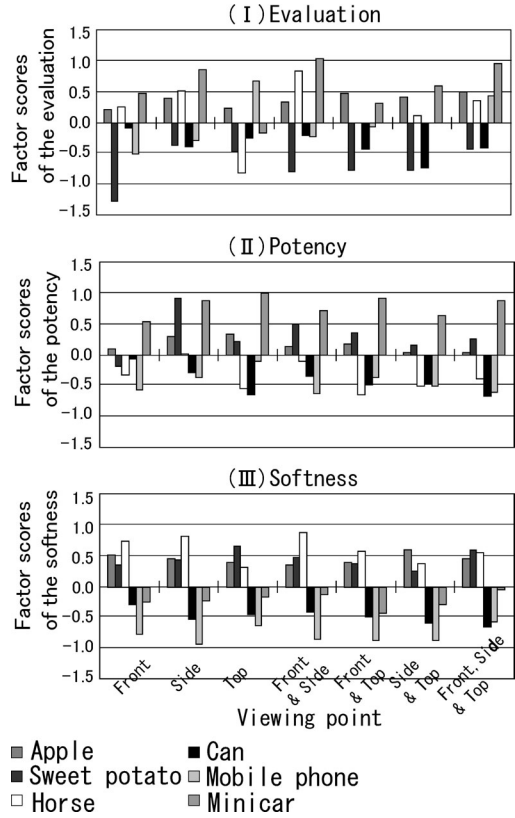 (Ⅰ)Evaluation
Factor scores
of the evaluation
1.5
1.0
0.5
0.0
−0.5
−1.0
−1.5
(Ⅱ)Potency
Factor scores
of the potency
1.5
1.0
0.5
0.0
−0.5
−1.0
−1.5
(Ⅲ)Softness
Factor scores
of the softness
1.5
1.0
0.5
0.0
−0.5
−1.0
−1.5
Front
Side
Top
Front
& Side
Front
& Top
Side
& Top
Front, Side
& Top
Viewing point
Apple
Sweet potato
Horse
Can
Mobile phone
Minicar